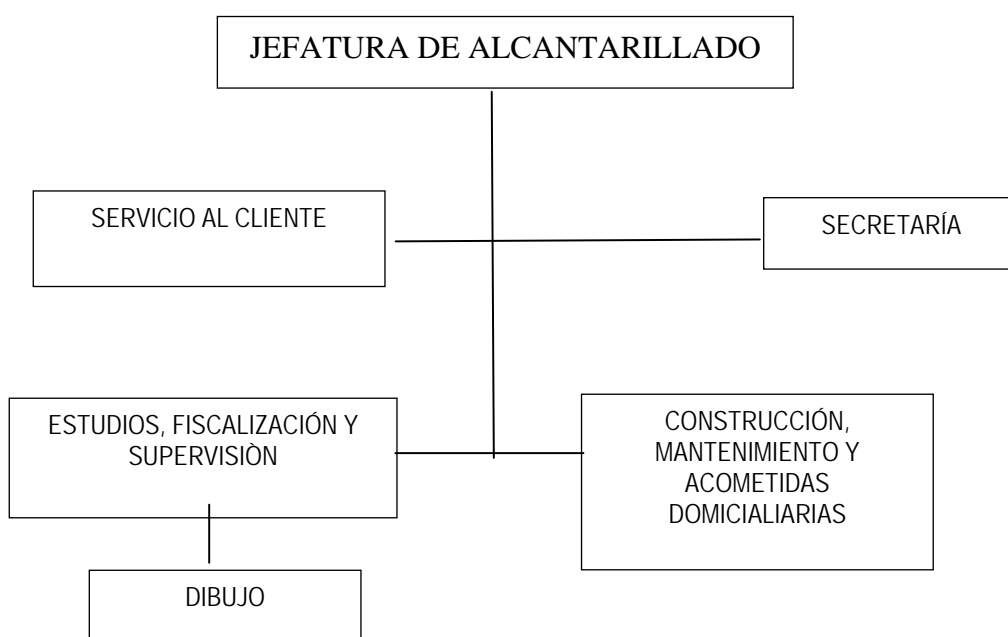 JEFATURA DE ALCANTARILLADO
SERVICIO AL CLIENTE
SECRETARÍA
ESTUDIOS, FISCALIZACIÓN Y
SUPERVISIÒN
CONSTRUCCIÓN,
MANTENIMIENTO Y
ACOMETIDAS
DOMICIALIARIAS
DIBUJO